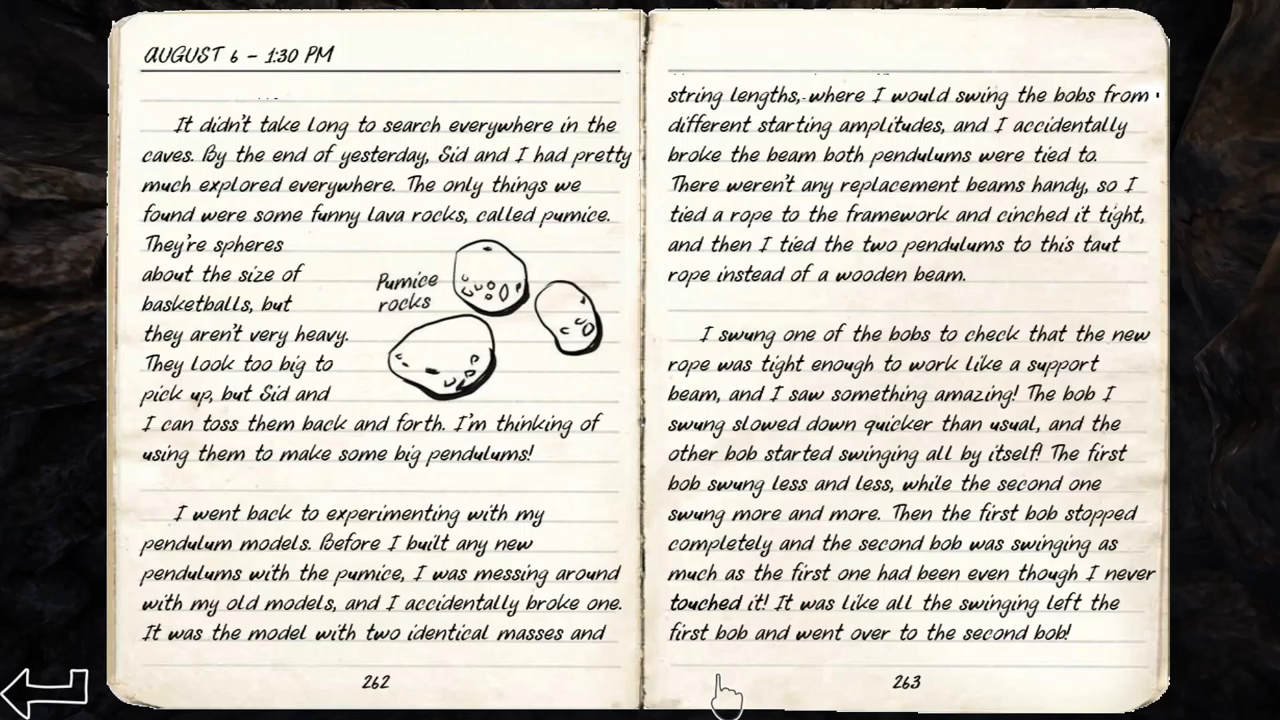 AUGUST 6 – 1:30 PM
It didn't take long to search everywhere in the
caves. By the end of yesterday, Sid and I had pretty
much explored everywhere. The only things we
found were some funny lava rocks, called pumice.
They're spheres
about the size of
basketballs, but
they aren't very heavy.
They look too big to
pick up, but Sid and
Pumice
rocks
I can toss them back and forth. I'm thinking of
using them to make some big pendulums!
I went back to experimenting with my
pendulum models. Before I built any new
pendulums with the pumice, I was messing around
with my old models, and I accidentally broke one.
It was the model with two identical masses and
262
string lengths, where I would swing the bobs from
different starting amplitudes, and I accidentally
broke the beam both pendulums were tied to.
There weren't any replacement beams handy, so I
tied a rope to the framework and cinched it tight,
and then I tied the two pendulums to this taut
rope instead of a wooden beam.
I swung one of the bobs to check that the new
rope was tight enough to work like a support
beam, and I saw something amazing! The bob I
swung slowed down quicker than usual, and the
other bob started swinging all by itself! The first
bob swung less and less, while the second one
swung more and more. Then the first bob stopped
completely and the second bob was swinging as
much as the first one had been even though I never
touched it! It was like all the swinging left the
first bob and went over to the second bob!
263